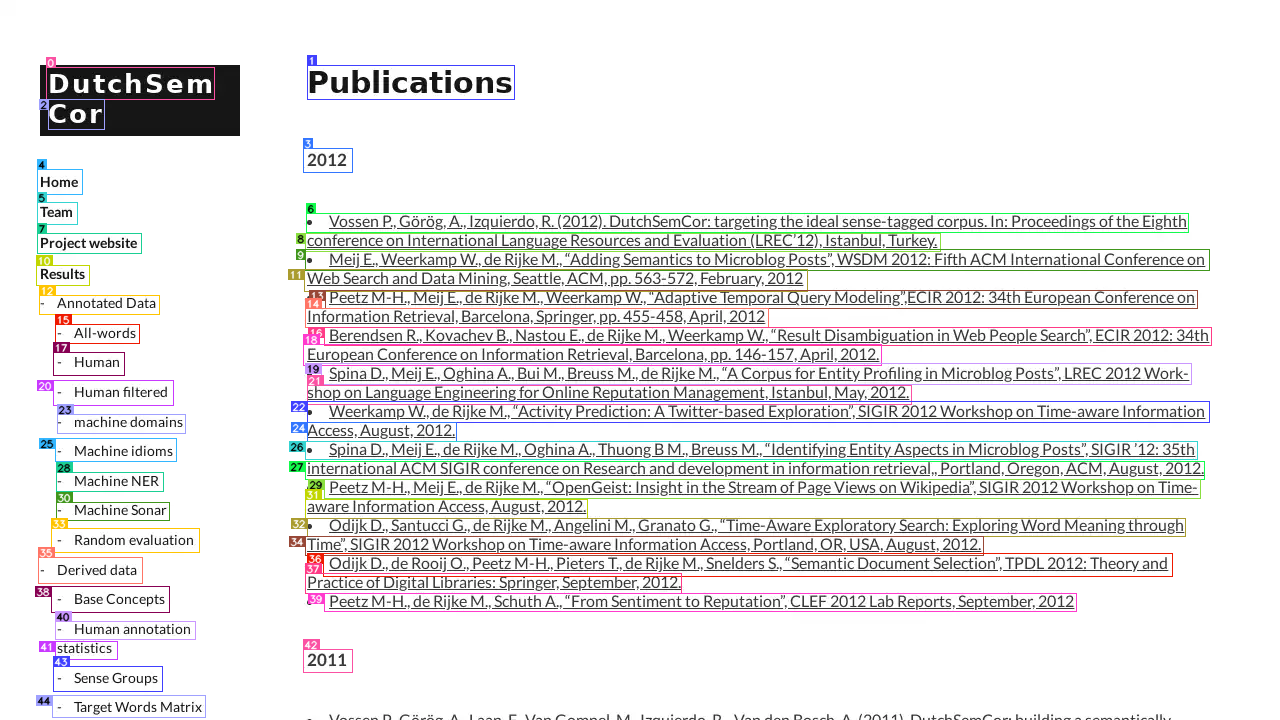 DutchSem
Cor
Home
Team
Project website
Results
- Annotated Data
- All-words
- Human
- Human filtered
- machine domains
- Machine idioms
- Machine NER
- Machine Sonar
- Random evaluation
- Derived data
- Base Concepts
- Human annotation
statistics
- Sense Groups
- Target Words Matrix
Publications
2012
• Vossen P., Görög, A., Izquierdo, R. (2012). DutchSemCor: targeting the ideal sense-tagged corpus. In: Proceedings of the Eighth
conference on International Language Resources and Evaluation (LREC’12), Istanbul, Turkey.
• Meij E., Weerkamp W., de Rijke M., “Adding Semantics to Microblog Posts”, WSDM 2012: Fifth ACM International Conference on
Web Search and Data Mining, Seattle, ACM, pp. 563-572, February, 2012
Peetz M-H., Meij E., de Rijke M., Weerkamp W., “Adaptive Temporal Query Modeling”,ECIR 2012: 34th European Conference on
Information Retrieval, Barcelona, Springer, pp. 455-458, April, 2012
Berendsen R., Kovachev B., Nastou E., de Rijke M., Weerkamp W., “Result Disambiguation in Web People Search”, ECIR 2012: 34th
European Conference on Information Retrieval, Barcelona, pp. 146-157, April, 2012.
Spina D., Meij E., Oghina A., Bui M., Breuss M., de Rijke M., “A Corpus for Entity Profiling in Microblog Posts”, LREC 2012 Work-
shop on Language Engineering for Online Reputation Management, Istanbul, May, 2012.
• Weerkamp W., de Rijke M., “Activity Prediction: A Twitter-based Exploration”, SIGIR 2012 Workshop on Time-aware Information
Access, August, 2012.
• Spina D., Meij E., de Rijke M., Oghina A., Thuong B M., Breuss M., “Identifying Entity Aspects in Microblog Posts”, SIGIR ’12: 35th
international ACM SIGIR conference on Research and development in information retrieval,, Portland, Oregon, ACM, August, 2012.
Peetz M-H., Meij E., de Rijke M., “OpenGeist: Insight in the Stream of Page Views on Wikipedia”, SIGIR 2012 Workshop on Time-
aware Information Access, August, 2012.
• Odijk D., Santucci G., de Rijke M., Angelini M., Granato G., “Time-Aware Exploratory Search: Exploring Word Meaning through
Time”, SIGIR 2012 Workshop on Time-aware Information Access, Portland, OR, USA, August, 2012.
Odijk D., de Rooij O., Peetz M-H., Pieters T., de Rijke M., Snelders S., “Semantic Document Selection”, TPDL 2012: Theory and
Practice of Digital Libraries: Springer, September, 2012.
Peetz M-H., de Rijke M., Schuth A., “From Sentiment to Reputation”, CLEF 2012 Lab Reports, September, 2012
2011
• Vossen P., Görög, A., Laan, F., Van Gompel, M., Izquierdo, R., Van den Bosch, A. (2011). DutchSemCor: building a semantically